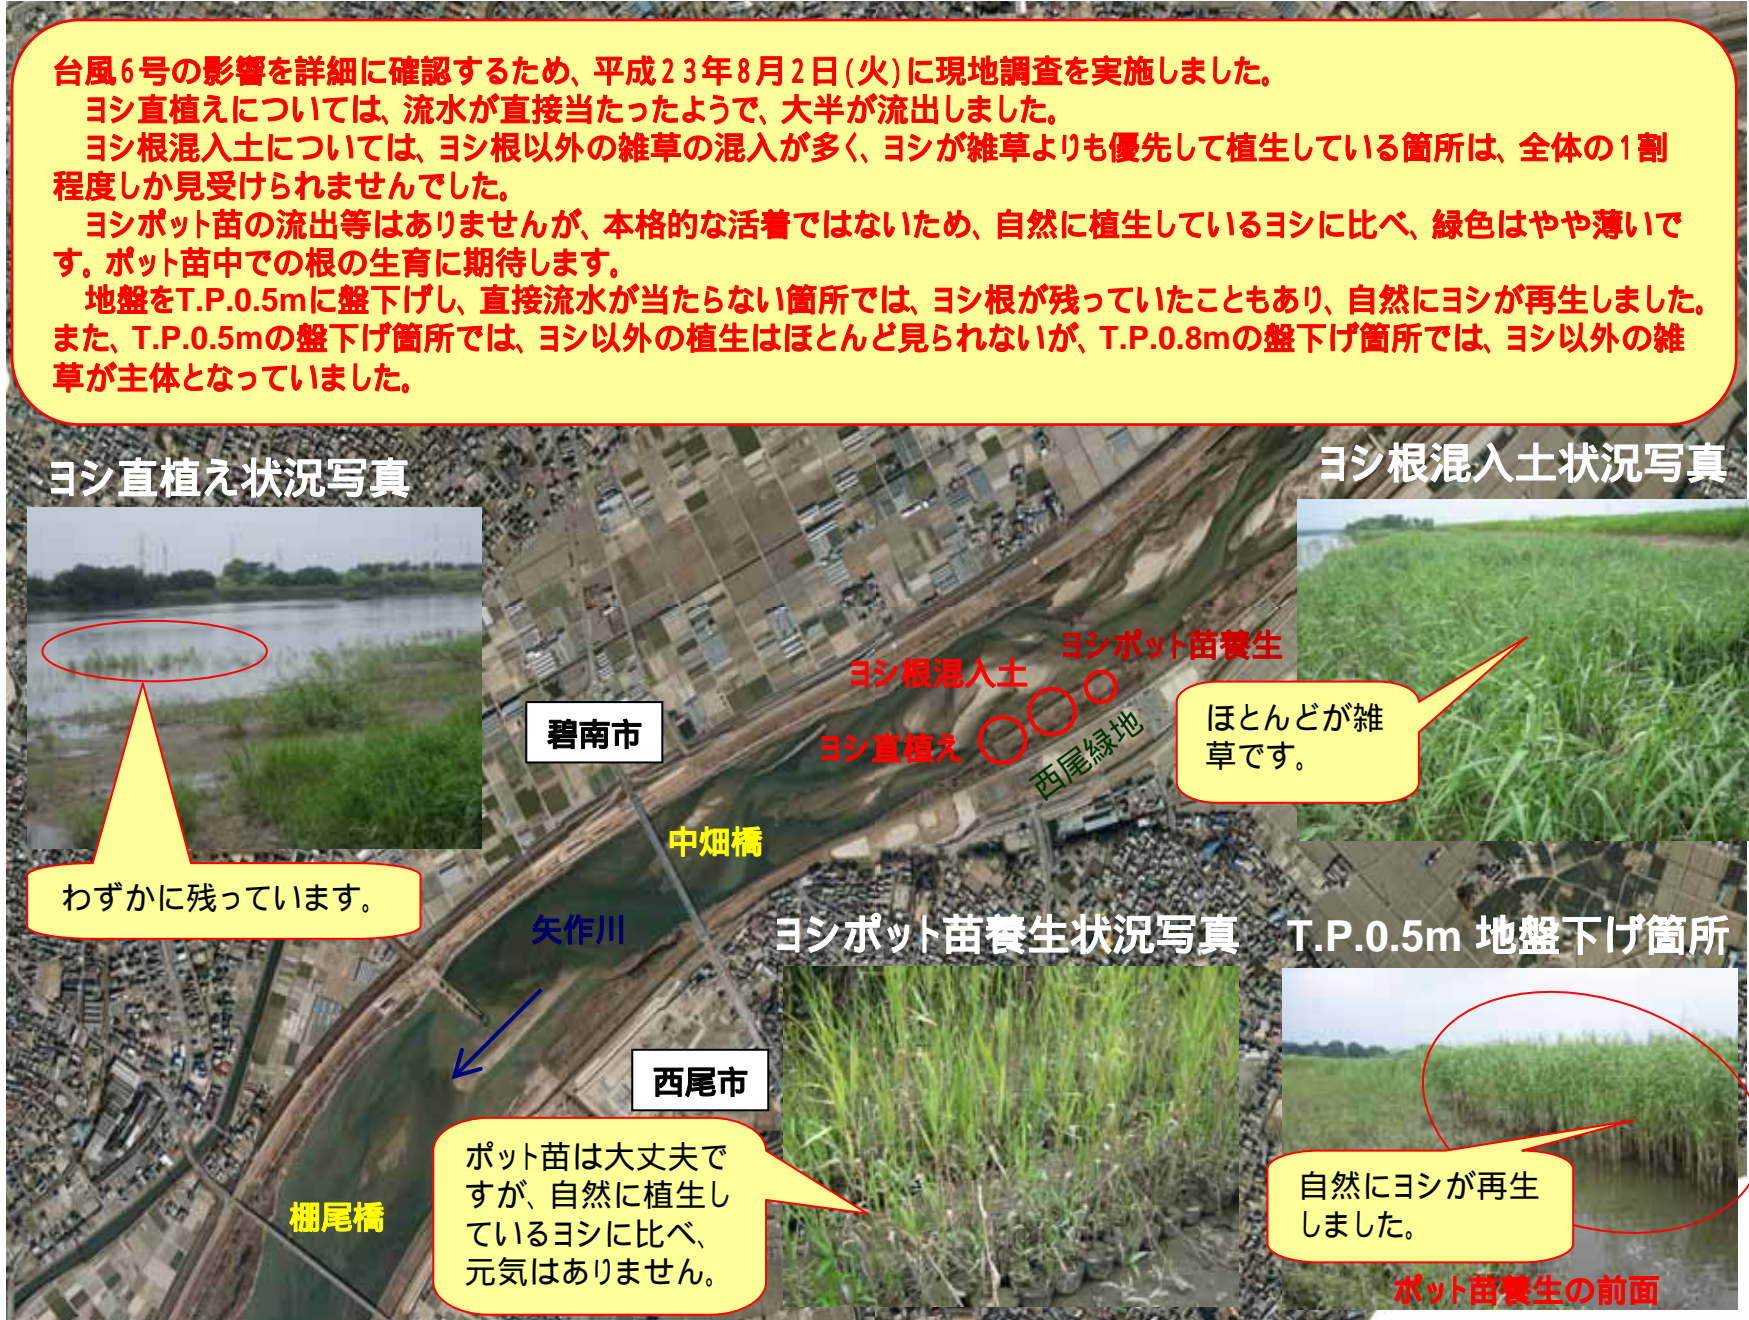 台風6号の影響を詳細に確認するため、平成23年8月2日(火)に現地調査を実施しました。
ヨシ直植えについては、流水が直接当たったようで、大半が流出しました。
ヨシ根混入土については、ヨシ根以外の雑草の混入が多く、ヨシが雑草よりも優先して植生している箇所は、全体の1割
程度しか見受けられませんでした。
ヨシポット苗の流出等はありませんが、本格的な活着ではないため、自然に植生しているヨシに比べ、緑色はやや薄いで
す。ポット苗中での根の生育に期待します。
地盤をT.P.0.5mに盤下げし、直接流水が当たらない箇所では、ヨシ根が残っていたこともあり、自然にヨシが再生しました。
また、T.P.0.5mの盤下げ箇所では、ヨシ以外の植生はほとんど見られないが、T.P.0.8mの盤下げ箇所では、ヨシ以外の雑
草が主体となっていました。
ヨシ直植え状況写真
ヨシ根混入土状況写真
ヨシポット苗養生
ヨシ根混入土
ヨシ直植え
西尾緑地
碧南市
ほとんどが雑
草です。
中畑橋
わずかに残っています。
矢作川
ヨシポット苗養生状況写真
T.P.0.5m 地盤下げ箇所
西尾市
ポット苗は大丈夫で
すが、自然に植生し
ているヨシに比べ、
元気はありません。
棚尾橋
自然にヨシが再生
しました。
ポット苗養生の前面